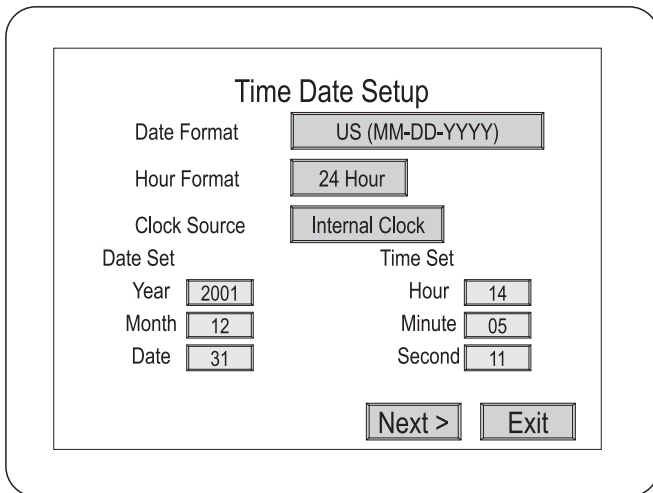 Time Date Setup
Date Format US (MM-DD-YYYY)
Hour Format 24 Hour
Clock Source Internal Clock
Date Set Time Set
Year 2001 Hour 14
Month 12 Minute 05
Date 31 Second 11
Next > Exit